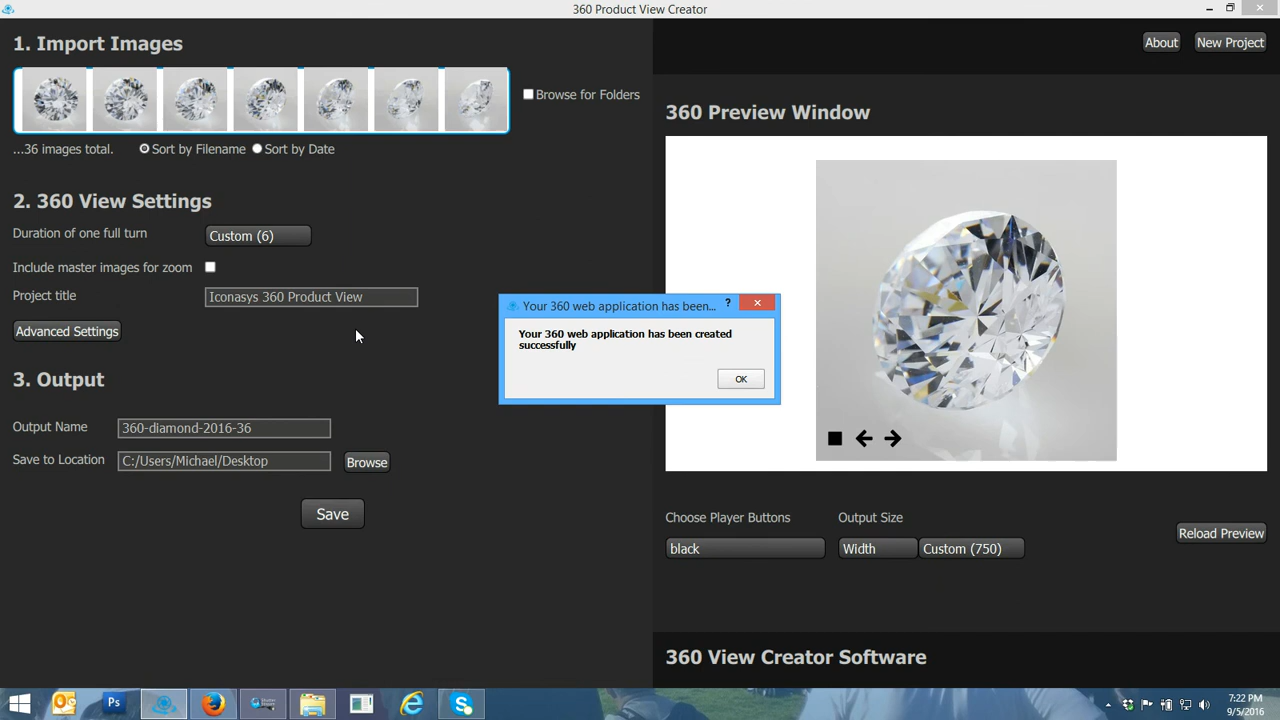 360 Product View Creator
1. Import Images
Browse for Folders
...36 images total.
Sort by Filename
Sort by Date
2. 360 View Settings
Duration of one full turn
Custom (6)
Include master images for zoom
Project title
Iconasys 360 Product View
Advanced Settings
3. Output
Output Name
360-diamond-2016-36
Save to Location
C:/Users/Michael/Desktop
Browse
Save
Your 360 web application has been...
?
Your 360 web application has been created
successfully
OK
About
New Project
360 Preview Window
Choose Player Buttons
Output Size
black
Width
Custom (750)
Reload Preview
360 View Creator Software
Ps
7:22 PM
9/5/2016